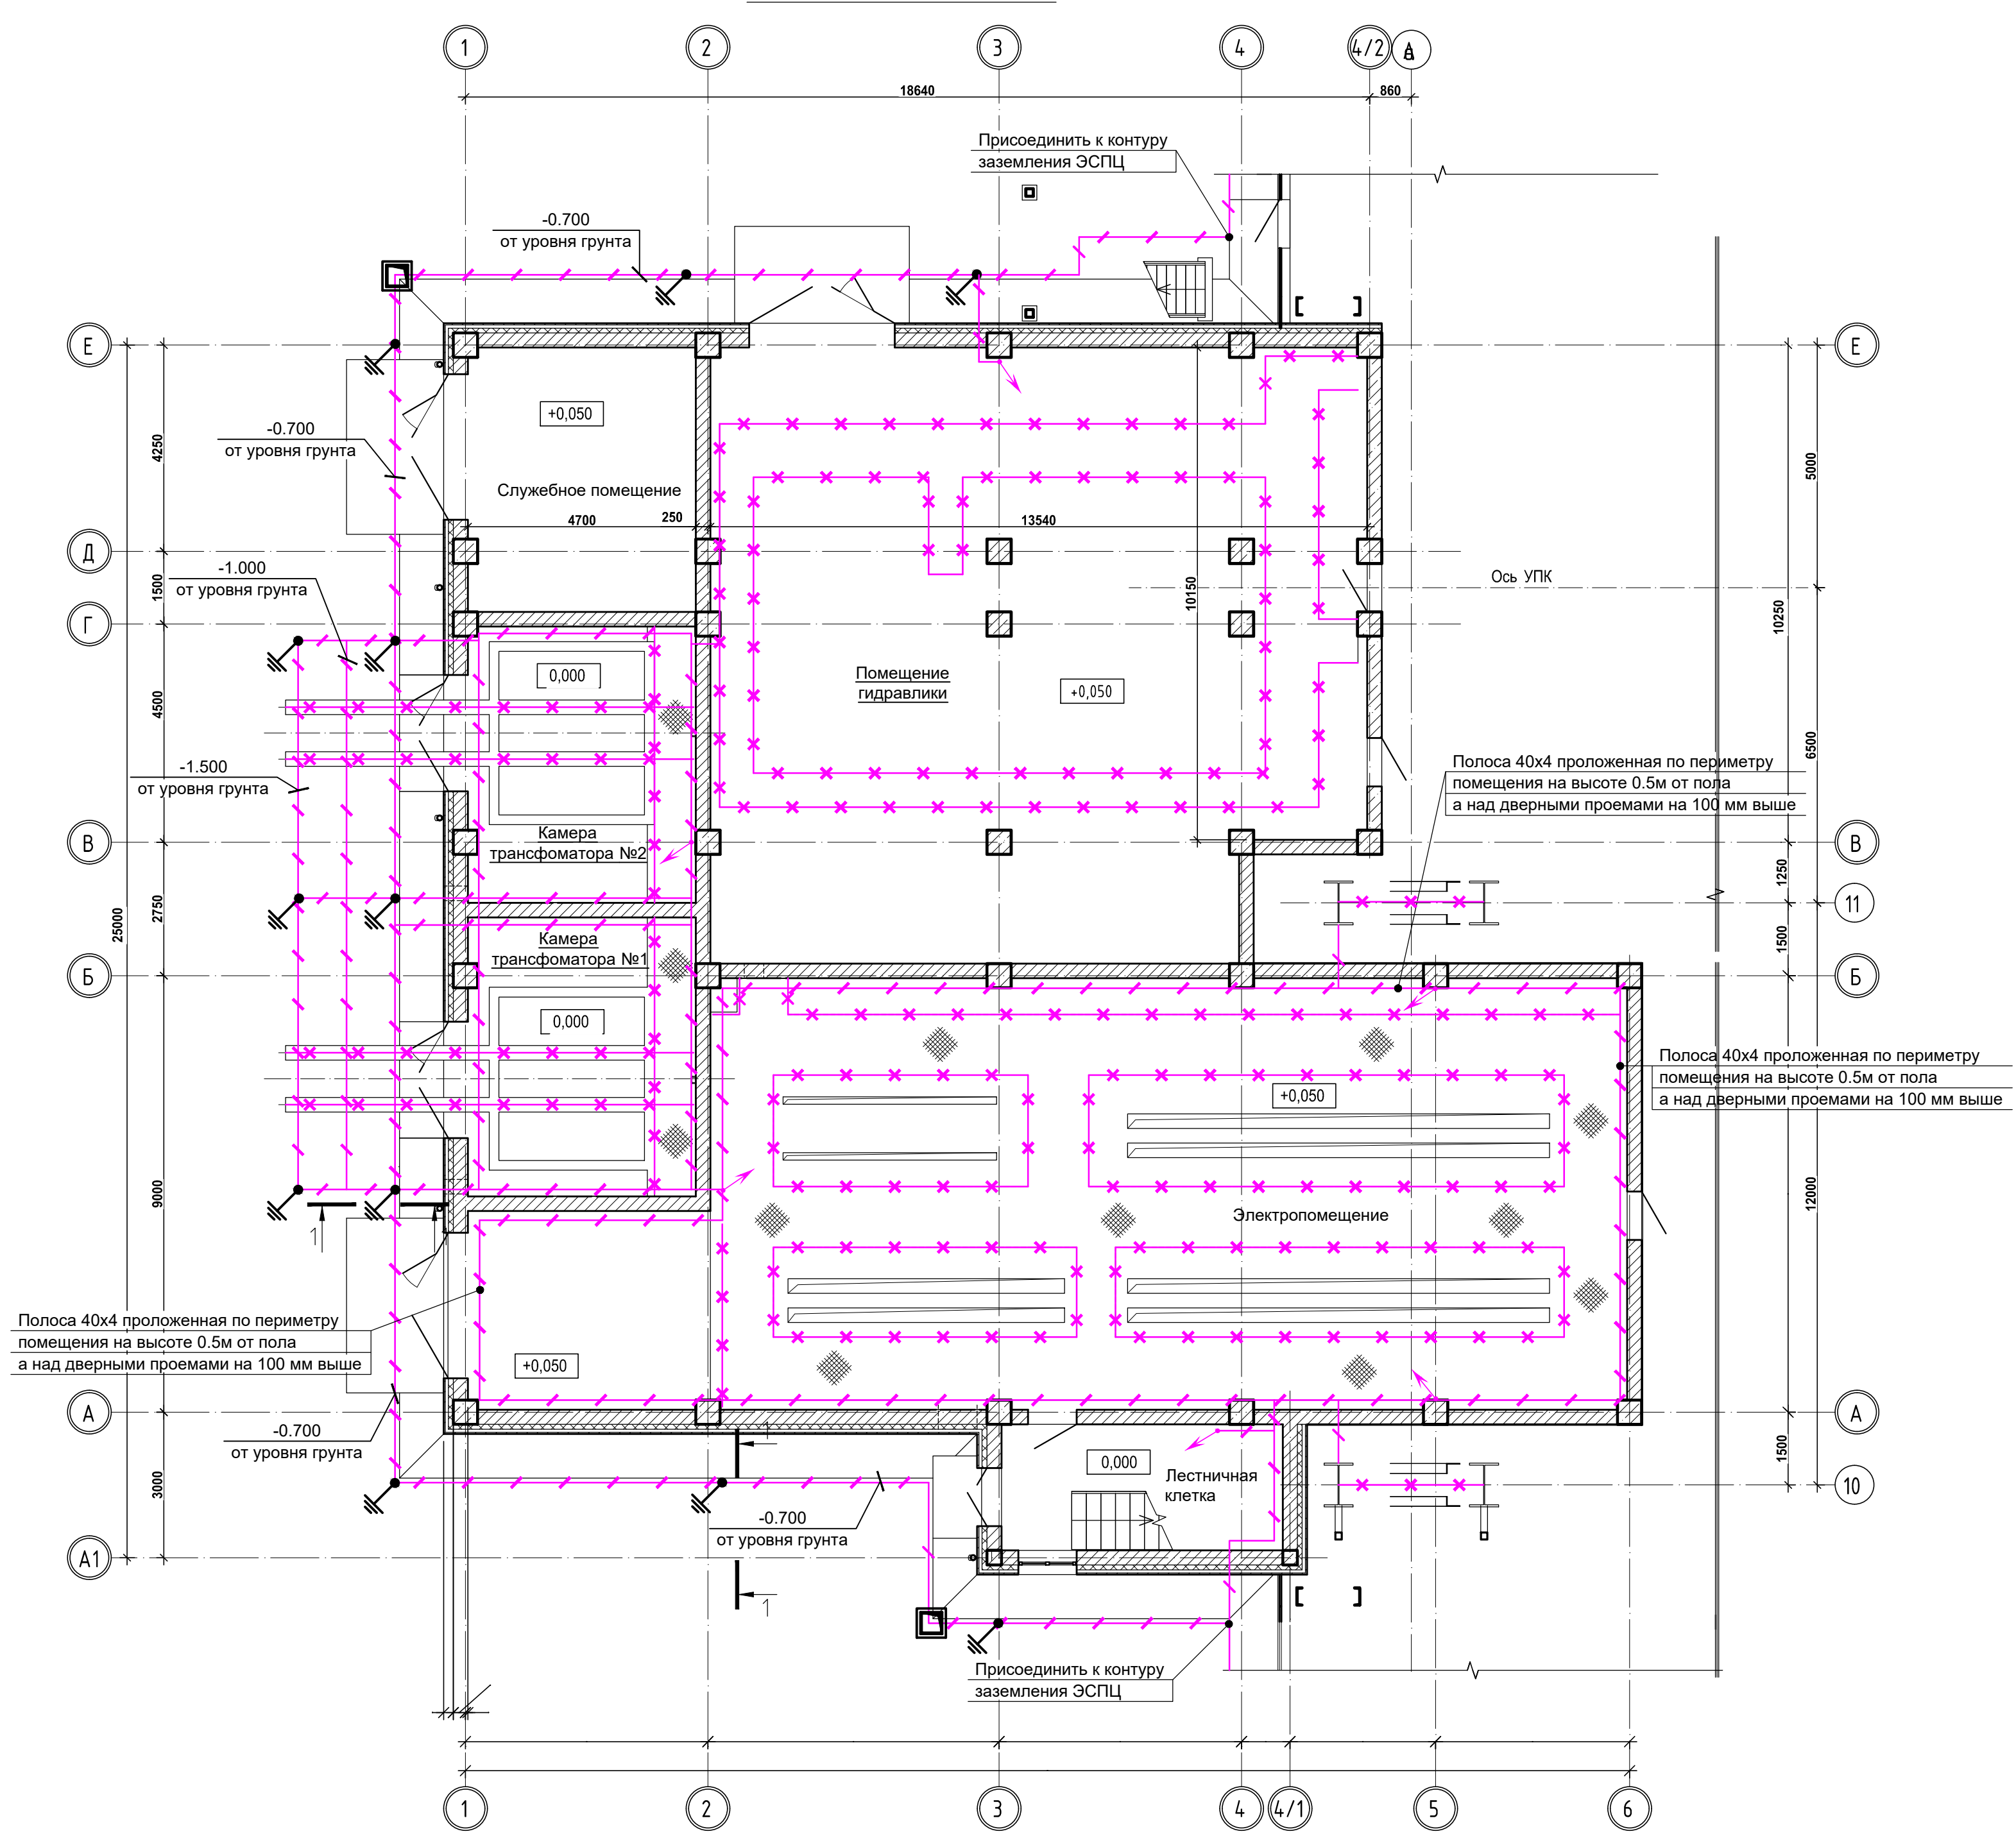 1
2
3
4
4/2
18640
860
Присоединить к контуру
заземления ЭСПЦ
-0.700
от уровня грунта
Е
Е
+0,050
-0.700
от уровня грунта
4250
5000
Служебное помещение
4700
250
13540
Д
-1.000
от уровня грунта
1500
10150
Ось УПК
10250
Г
0,000
Помещение
гидравлики
+0,050
4500
6500
-1.500
от уровня грунта
Полоса 40х4 проложенная по периметру
помещения на высоте 0.5м от пола
а над дверными проемами на 100 мм выше
Камера
трансфоматора №2
В
В
25000
2750
1250
11
Камера
трансфоматора №1
1500
Б
Б
0,000
Полоса 40х4 проложенная по периметру
помещения на высоте 0.5м от пола
а над дверными проемами на 100 мм выше
+0,050
9000
12000
Электропомещение
1
1
Полоса 40х4 проложенная по периметру
помещения на высоте 0.5м от пола
а над дверными проемами на 100 мм выше
+0,050
А
А
-0.700
от уровня грунта
1
0,000
Лестничная
клетка
3000
1500
10
-0.700
от уровня грунта
А1
1
Присоединить к контуру
заземления ЭСПЦ
1
2
3
4
4/1
5
6